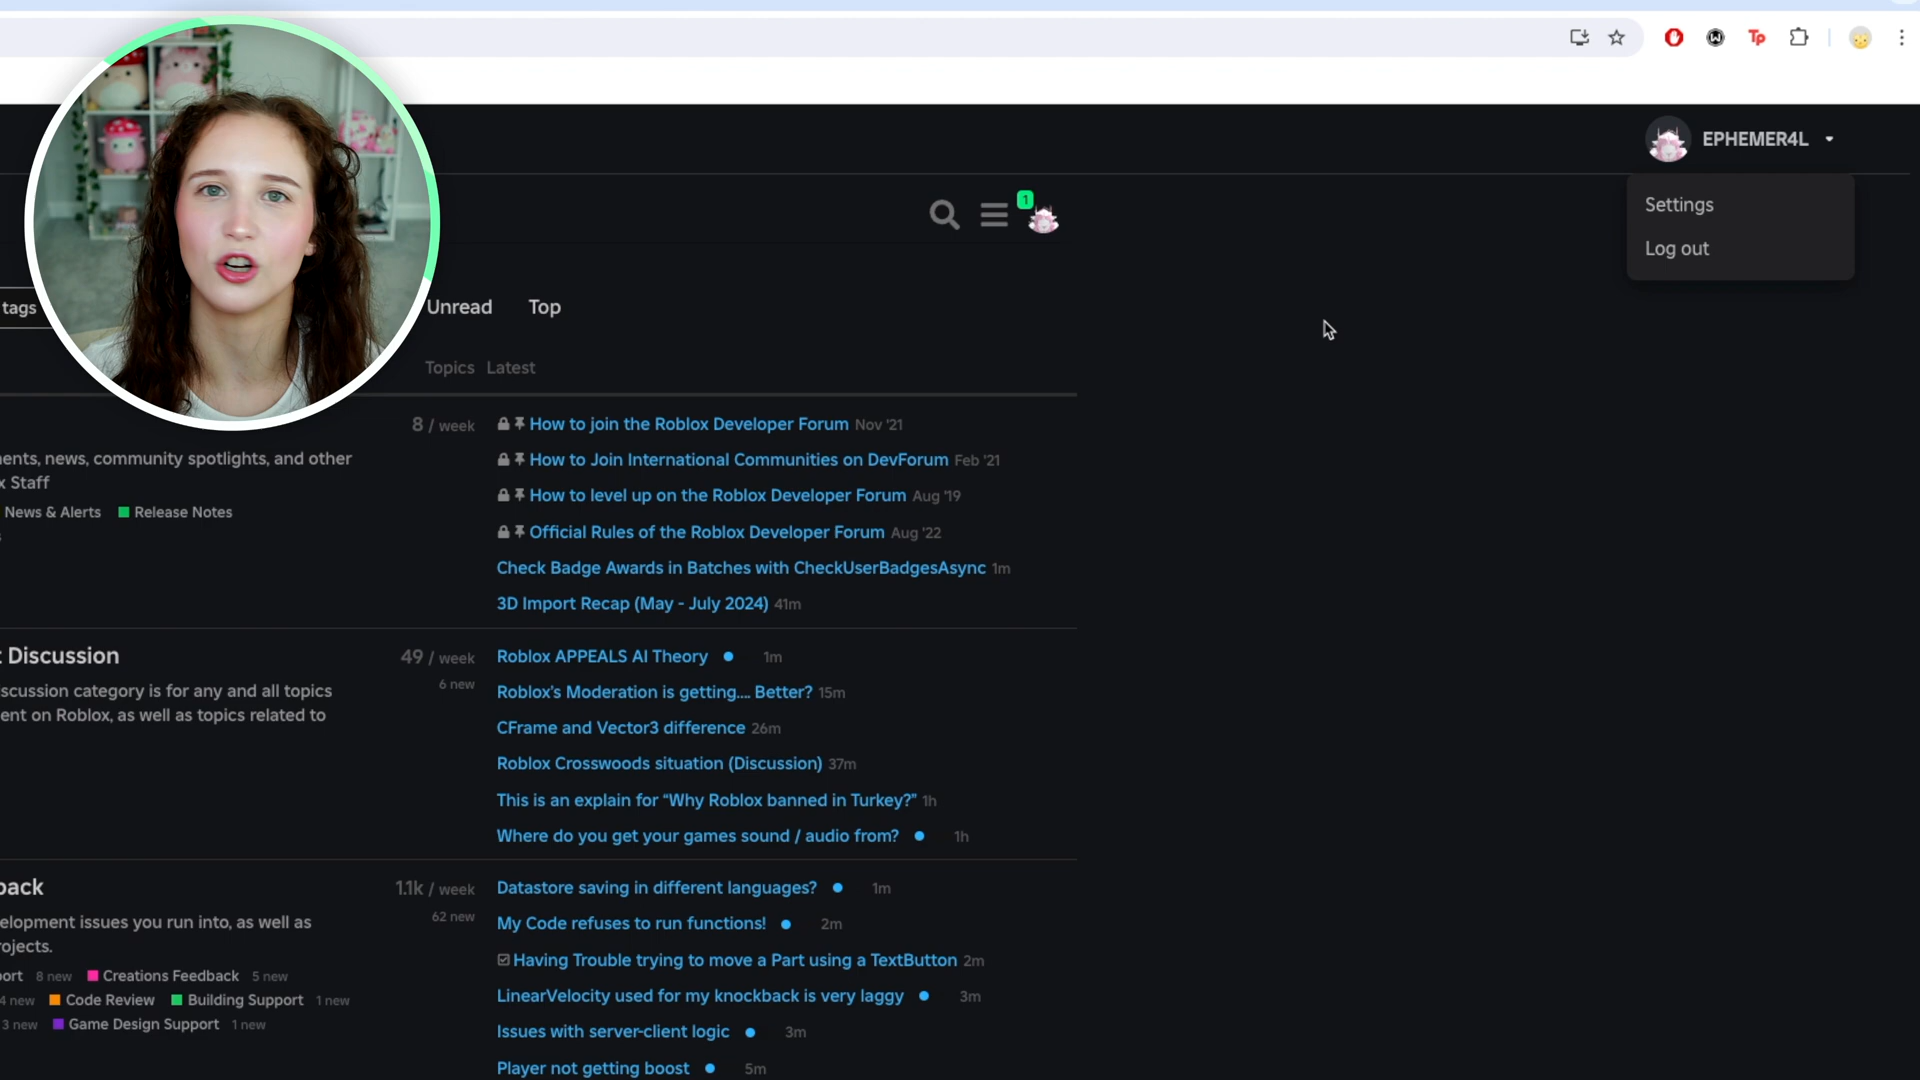 Tp
EPHEMER4L
Settings
Log out
1
tags
Unread
Top
Topics
Latest
8 / week
How to join the Roblox Developer Forum Nov '21
How to Join International Communities on DevForum Feb '21
How to level up on the Roblox Developer Forum Aug '19
Official Rules of the Roblox Developer Forum Aug '22
Check Badge Awards in Batches with CheckUserBadgesAsync 1m
3D Import Recap (May - July 2024) 41m
ents, news, community spotlights, and other
x Staff
News & Alerts
Release Notes
Discussion
49 / week
6 new
iscussion category is for any and all topics
ent on Roblox, as well as topics related to
Roblox APPEALS AI Theory 1m
Roblox's Moderation is getting.... Better? 15m
CFrame and Vector3 difference 26m
Roblox Crosswoods situation (Discussion) 37m
This is an explain for “Why Roblox banned in Turkey?” 1h
Where do you get your games sound / audio from? 1h
back
1.1k / week
62 new
elopment issues you run into, as well as
rojects.
ort 8 new Creations Feedback 5 new
4 new Code Review Building Support 1 new
3 new Game Design Support 1 new
Datastore saving in different languages? 1m
My Code refuses to run functions! 2m
Having Trouble trying to move a Part using a TextButton 2m
LinearVelocity used for my knockback is very laggy 3m
Issues with server-client logic 3m
Player not getting boost 5m